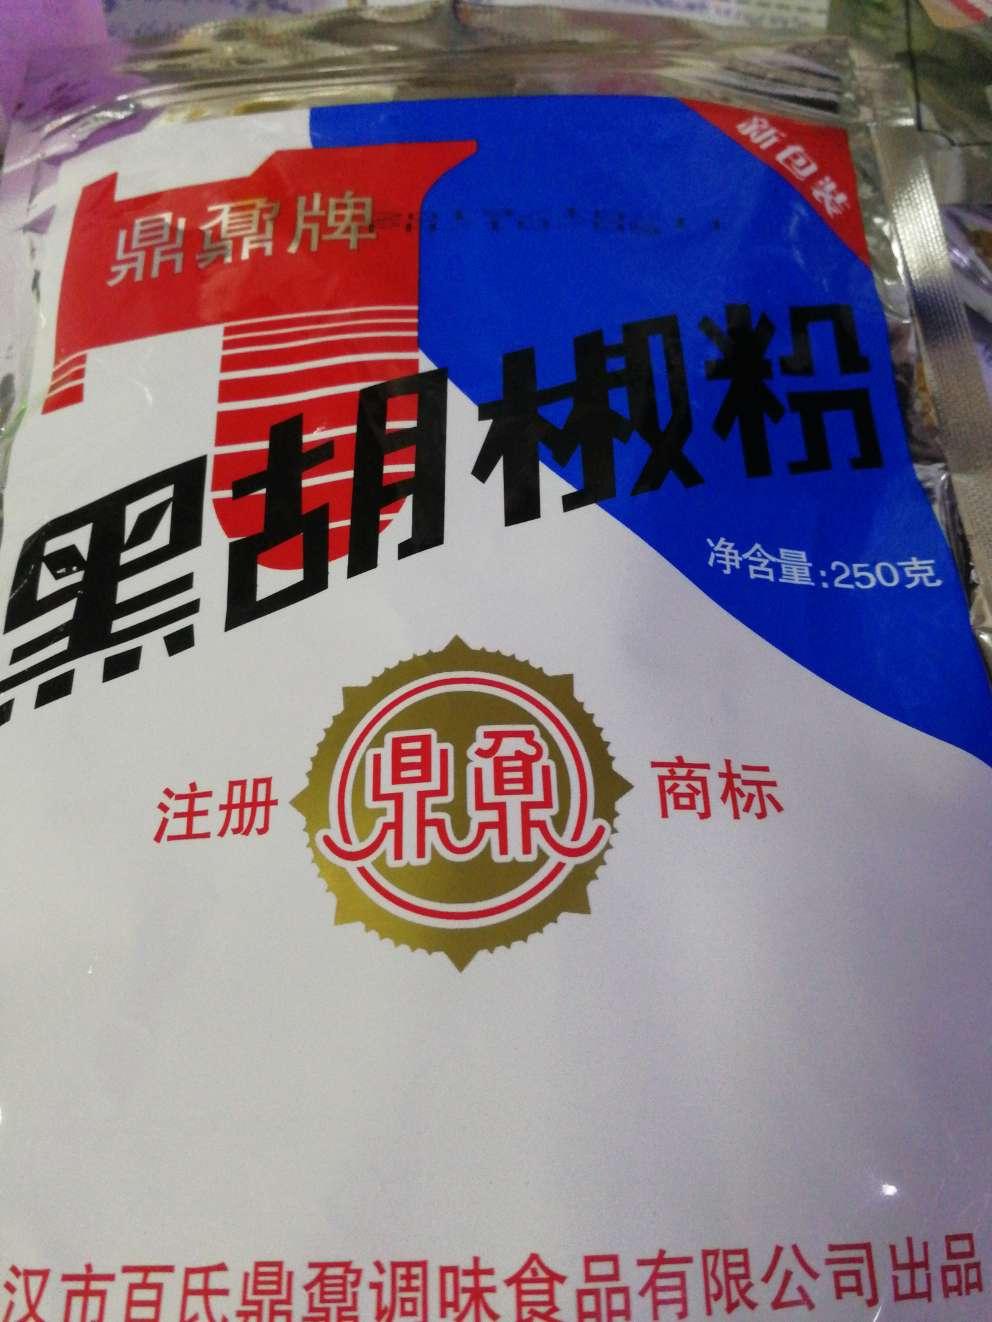 新包装
鼎鼐牌
黑胡椒粉
净含量:250克
鼎鼐
注册
商标
汉市百氏鼎鼐调味食品有限公司出品